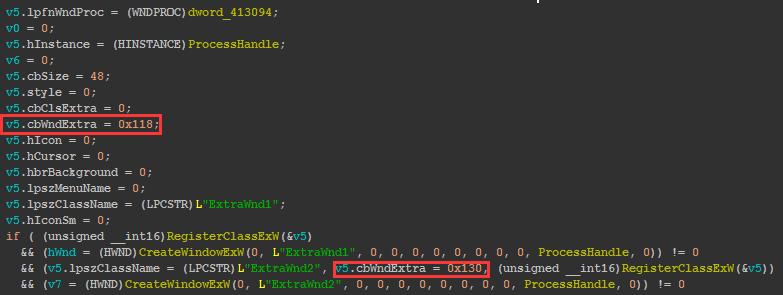 v5.lpfnWndProc = (WNDPROC)dword_413094;
v0 = 0;
v5.hInstance = (HINSTANCE)ProcessHandle;
v6 = 0;
v5.cbSize = 48;
v5.style = 0;
v5.cbClsExtra = 0;
v5.cbWndExtra = 0x118;
v5.hIcon = 0;
v5.hCursor = 0;
v5.hbrBackground = 0;
v5.lpszMenuName = 0;
v5.lpszClassName = (LPCSTR)L"ExtraWnd1";
v5.hIconSm = 0;
if ( (unsigned __int16)RegisterClassExW(&v5)
&& (hWnd = (HWND)CreateWindowExW(0, L"ExtraWnd1", 0, 0, 0, 0, 0, 0, 0, 0, ProcessHandle, 0)) != 0
&& (v5.lpszClassName = (LPCSTR)L"ExtraWnd2", v5.cbWndExtra = 0x130, (unsigned __int16)RegisterClassExW(&v5))
&& (v7 = (HWND)CreateWindowExW(0, L"ExtraWnd2", 0, 0, 0, 0, 0, 0, 0, 0, ProcessHandle, 0)) != 0